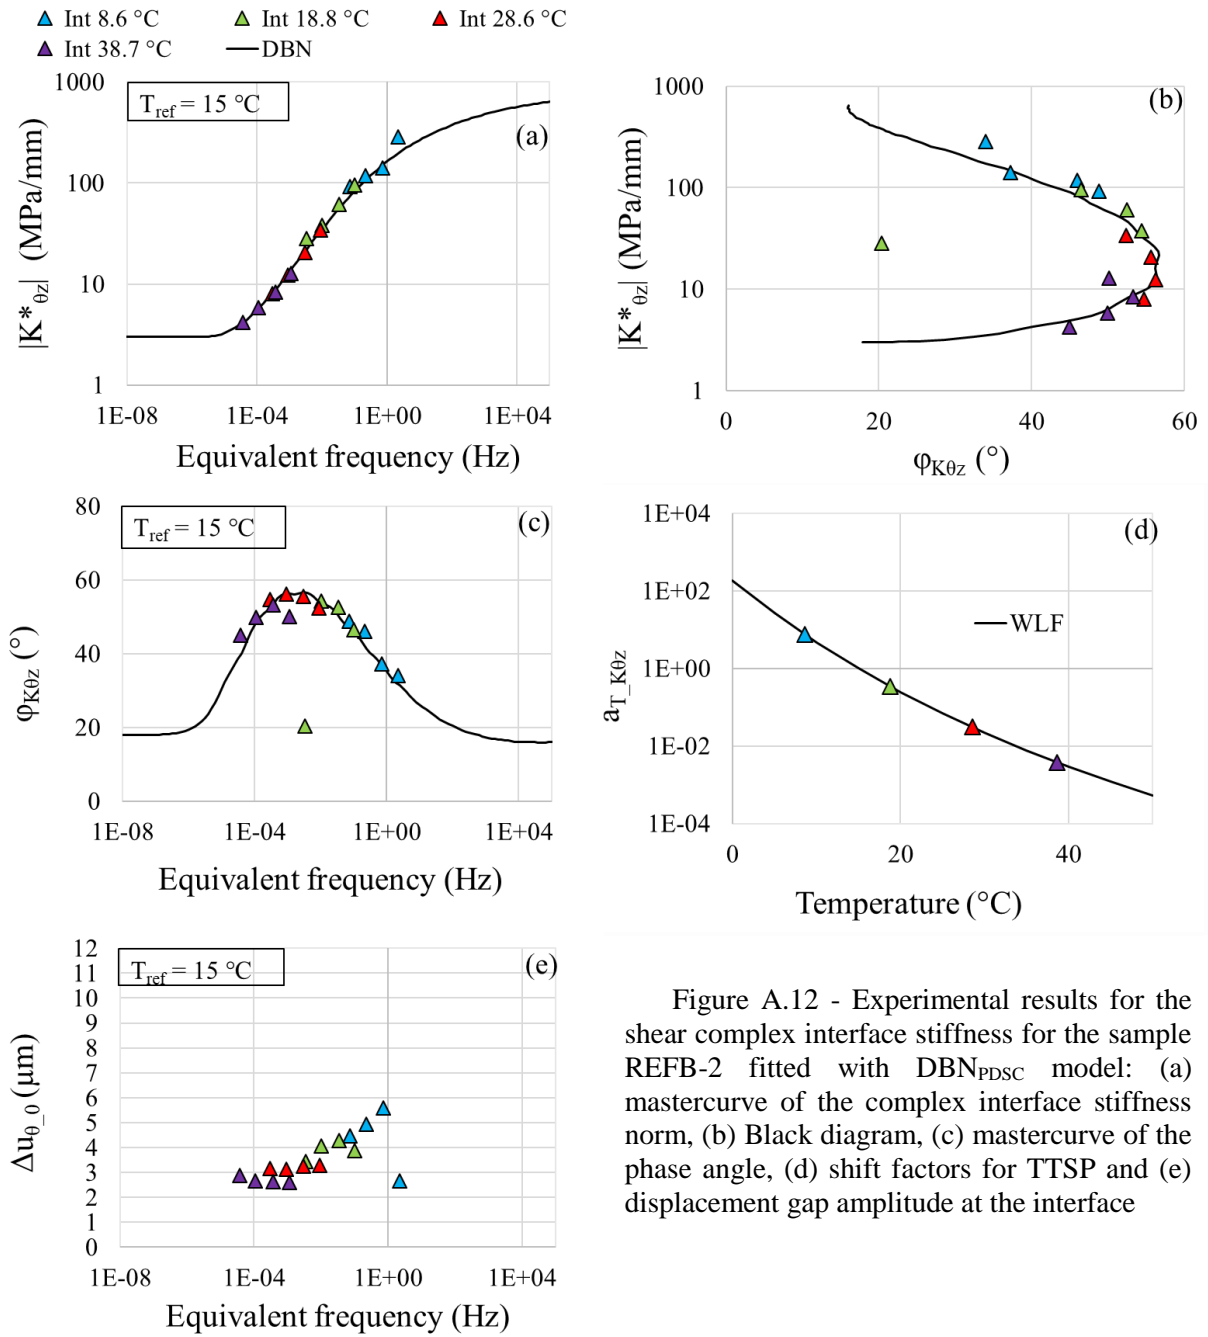 Int 8.6 °C Int 18.8 °C Int 28.6 °C
Int 38.7 °C DBN
1000
100
10
1
1E-08 1E-04 1E+00 1E+04
|K*θz| (MPa/mm)
Equivalent frequency (Hz)
Tref = 15 °C
(a)
1000
100
10
1
0 20 40 60
|K*θz| (MPa/mm)
φKθz (°)
(b)
80
60
40
20
0
1E-08 1E-04 1E+00 1E+04
φKθz (°)
Equivalent frequency (Hz)
Tref = 15 °C
(c)
1E+04
1E+02
1E+00
1E-02
1E-04
0 20 40
aT_Kθz
Temperature (°C)
WLF
(d)
12
11
10
9
8
7
6
5
4
3
2
1
0
1E-08 1E-04 1E+00 1E+04
Δuθ_0 (μm)
Equivalent frequency (Hz)
Tref = 15 °C
(e)
Figure A.12 - Experimental results for the
shear complex interface stiffness for the sample
REFB-2 fitted with DBNPDSC model: (a)
mastercurve of the complex interface stiffness
norm, (b) Black diagram, (c) mastercurve of the
phase angle, (d) shift factors for TTSP and (e)
displacement gap amplitude at the interface